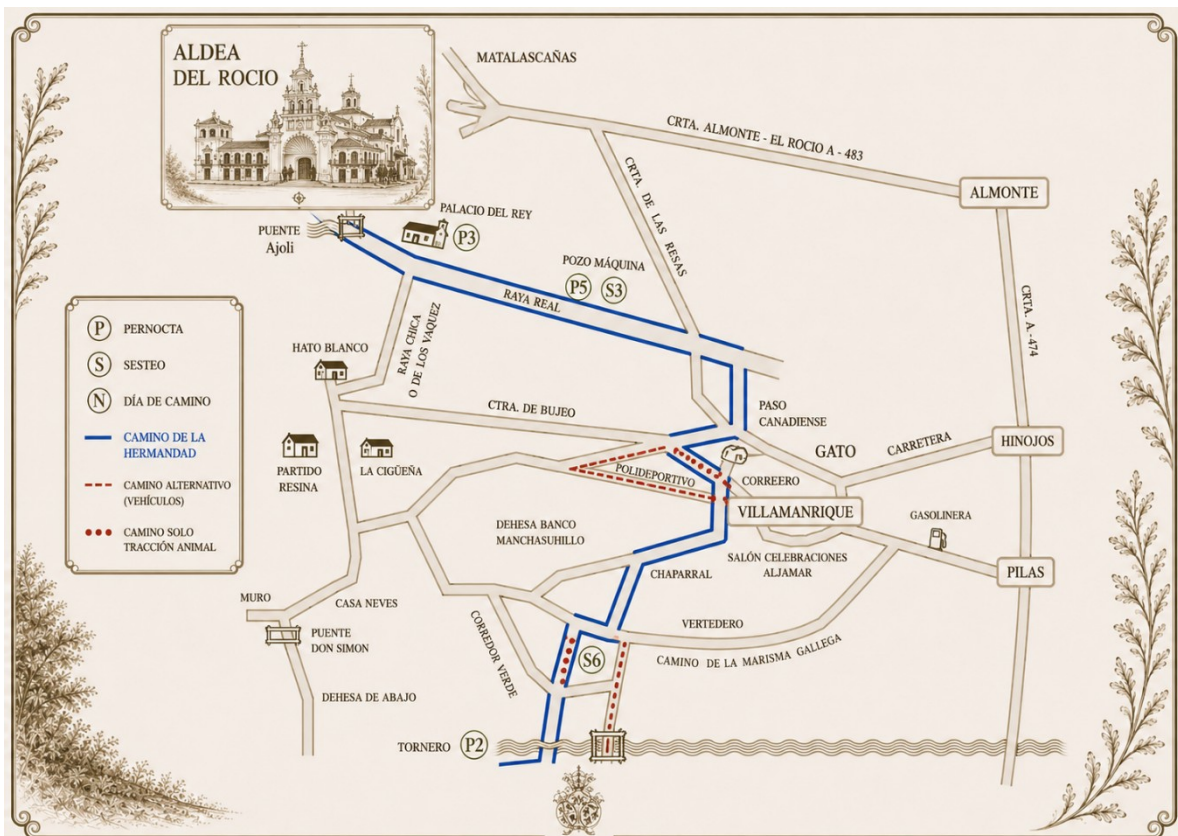 ALDEA
DEL ROCIO
MATALASCAÑAS
CRTA. ALMONTE - EL ROCIO A - 483
ALMONTE
CRTA. DE LAS RESAS
CRTA. A.-474
PUENTE
Ajoli
PALACIO DEL REY
P3
POZO MÁQUINA
P5
S3
RAYA REAL
P
PERNOCTA
S
SESTEO
N
DÍA DE CAMINO
CAMINO DE LA
HERMANDAD
CAMINO ALTERNATIVO
(VEHÍCULOS)
CAMINO SOLO
TRACCIÓN ANIMAL
HATO BLANCO
RAYA CHICA
O DE LOS VAQUEZ
CTRA. DE BUJEO
PASO
CANADIENSE
GATO
CARRETERA
HINOJOS
PARTIDO
RESINA
LA CIGÜEÑA
POLIDEPORTIVO
CORREERO
VILLAMANRIQUE
GASOLINERA
DEHESA BANCO
MANCHASUHILLO
SALÓN CELEBRACIONES
ALJAMAR
CHAPARRAL
PILAS
MURO
CASA NEVES
PUENTE
DON SIMON
CORREDOR VERDE
VERTEDERO
S6
CAMINO DE LA MARISMA GALLEGA
DEHESA DE ABAJO
TORNERO
P2